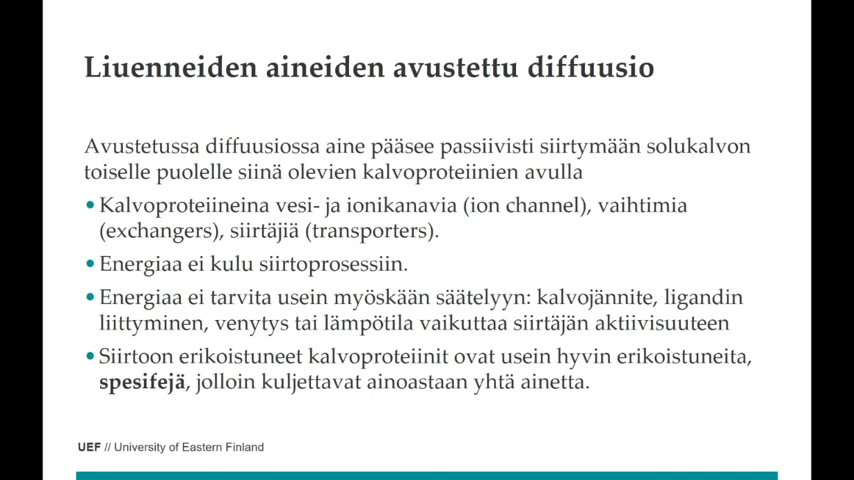 Liuenneiden aineiden avustettu diffuusio
Avustetussa diffuusiossa aine pääsee passiivisti siirtymään solukalvon
toiselle puolelle siinä olevien kalvoproteiinien avulla
•Kalvoproteiineina vesi- ja ionikanavia (ion channel), vaihtimia
(exchangers), siirtäjiä (transporters).
•Energiaa ei kulu siirtoprosessiin.
•Energiaa ei tarvita usein myöskään säätelyyn: kalvojännite, ligandin
liittyminen, venytys tai lämpötila vaikuttaa siirtäjän aktiivisuuteen
•Siirtoon erikoistuneet kalvoproteiinit ovat usein hyvin erikoistuneita,
spesifejä, jolloin kuljettavat ainoastaan yhtä ainetta.
UEF // University of Eastern Finland